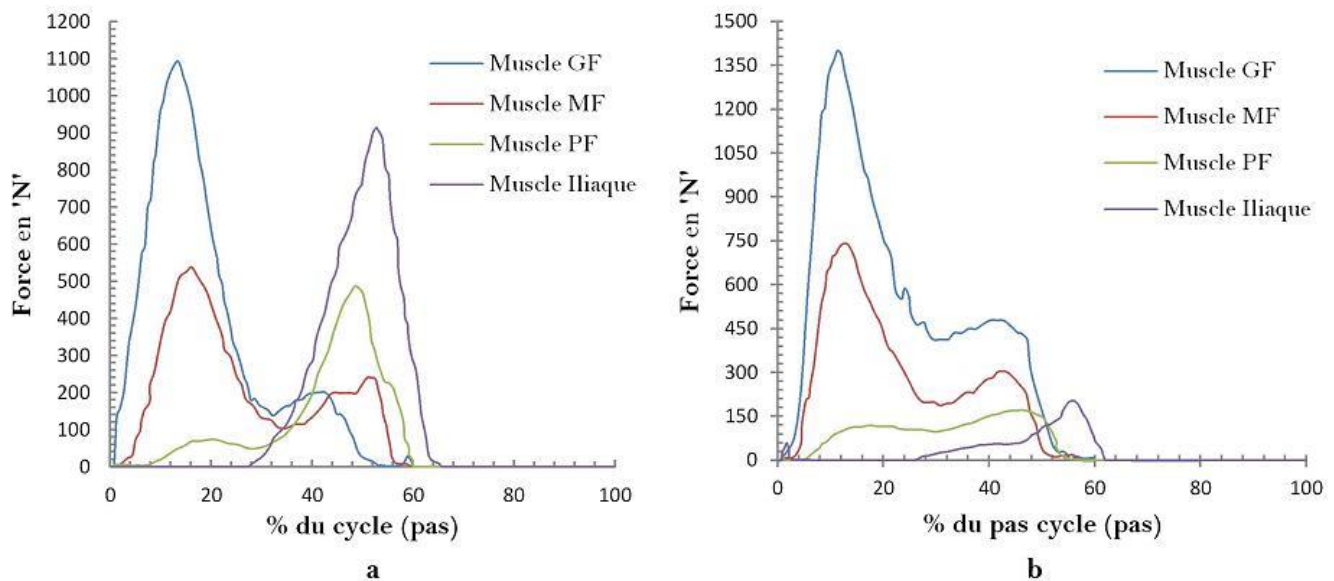 1200
1100
1000
900
800
700
600
500
400
300
200
100
0
Force en 'N'
Muscle GF
Muscle MF
Muscle PF
Muscle Iliaque
0 20 40 60 80 100
% du cycle (pas)
a
1500
1350
1200
1050
900
750
600
450
300
150
0
Force en 'N'
Muscle GF
Muscle MF
Muscle PF
Muscle Iliaque
0 20 40 60 80 100
% du pas cycle (pas)
b